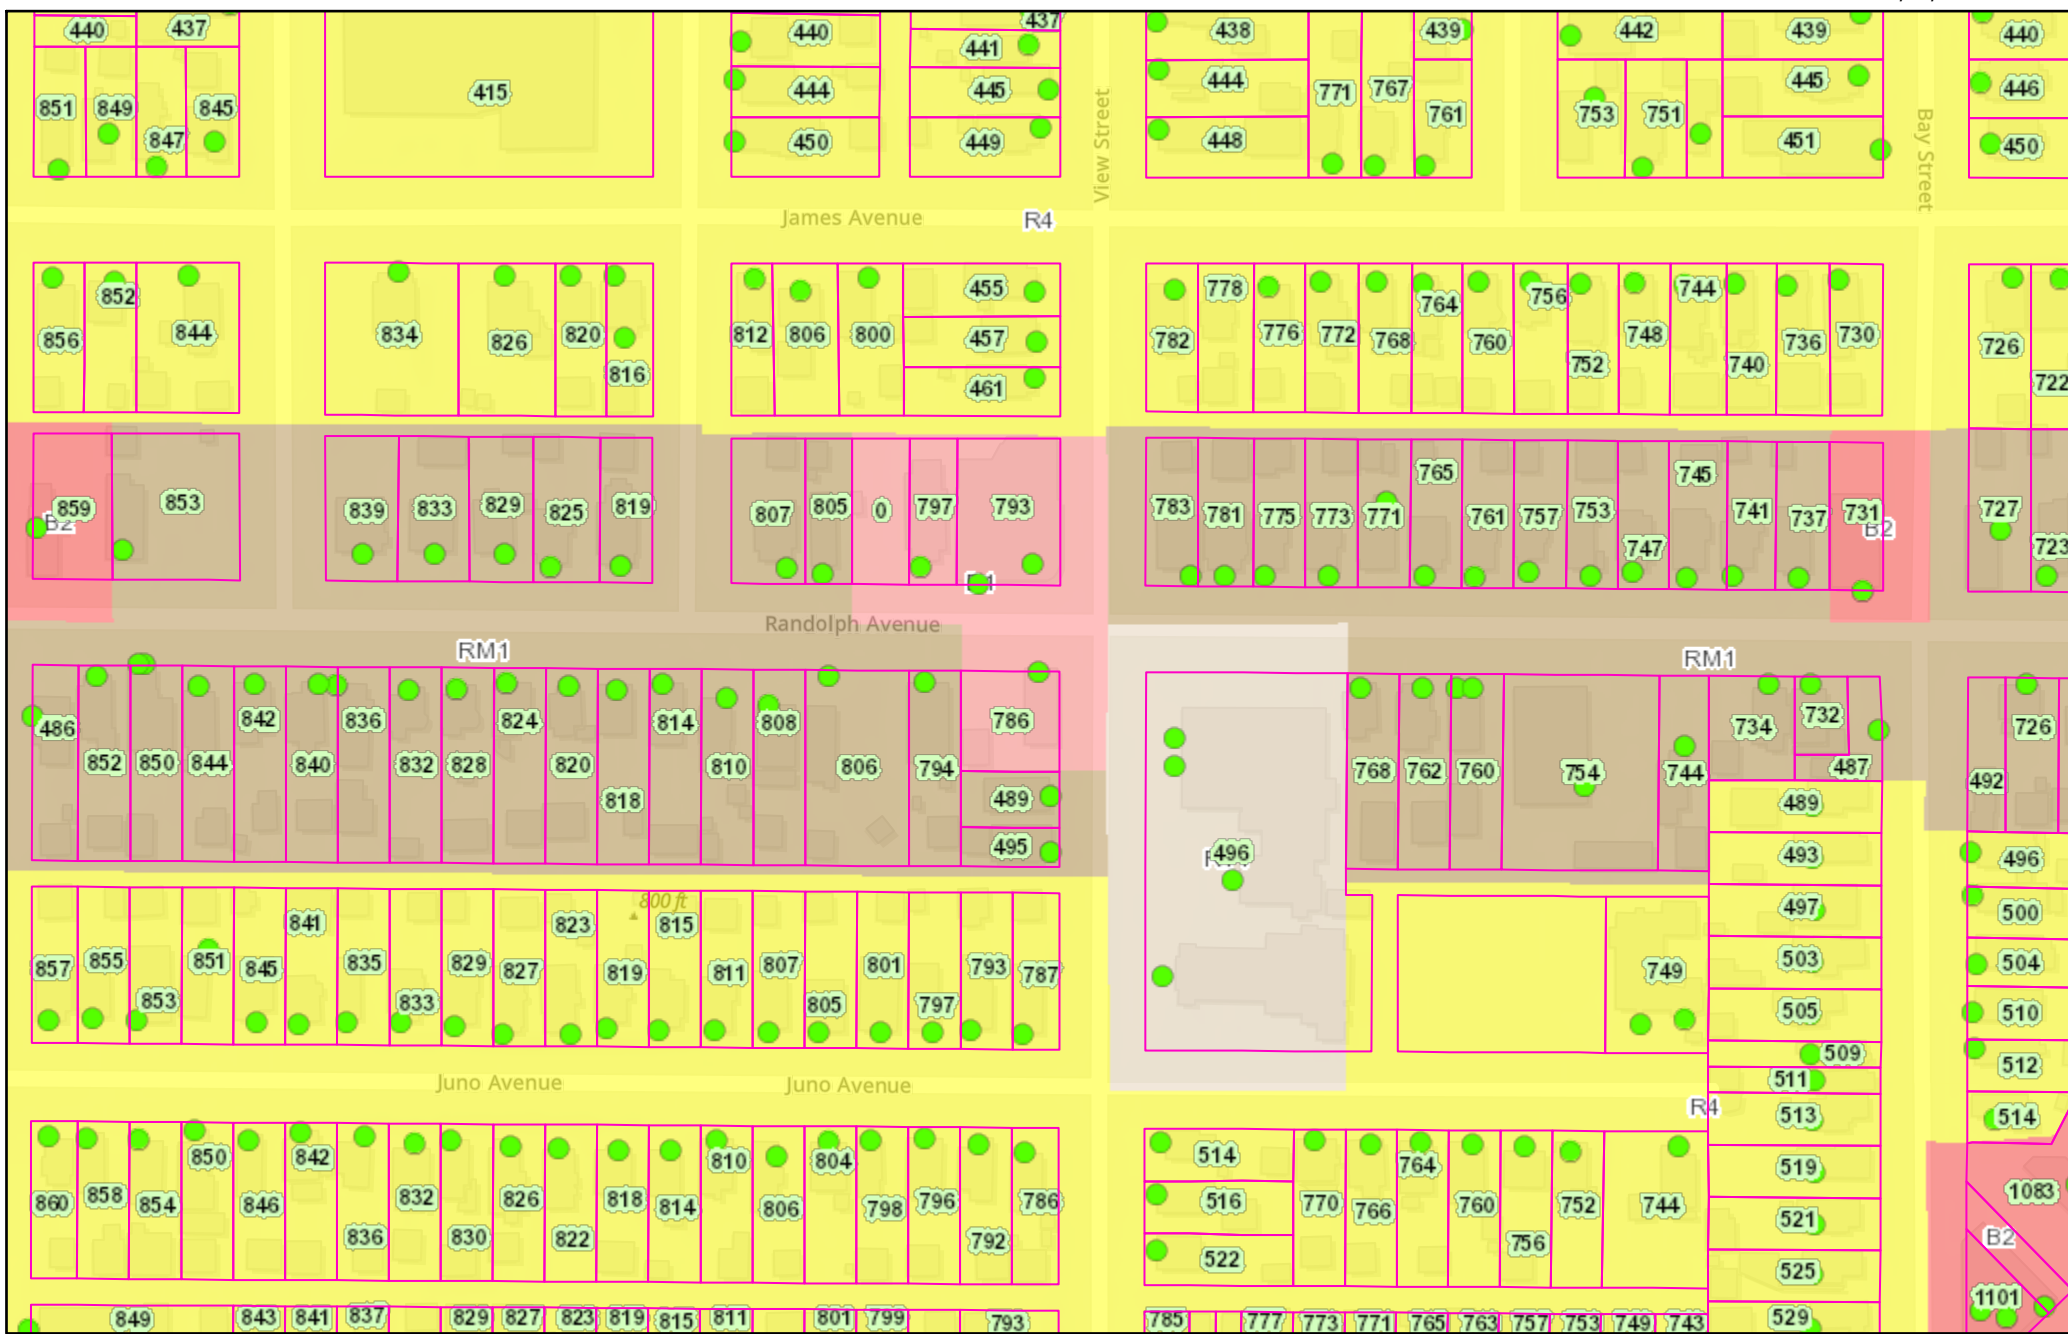 440 437 440 437 438 439 442 439 440
441
851 849 847 845 415 444 445 444 771 767 761 753 751 445 446
450 449 448 451 450
View Street
Bay Street
James Avenue R4
856 852 844 834 826 820 816 812 806 800 455 782 778 776 772 768 764 760 756 752 748 744 740 736 730 726 722
457
461
859 B2 853 839 833 829 825 819 807 805 0 797 793 783 781 775 773 771 765 761 757 753 747 745 741 737 731 B2 727 723
Randolph Avenue
RM1 RM1
486 852 850 844 842 840 836 832 828 824 820 818 814 810 808 806 794 786 768 762 760 754 744 734 732 492 726
487
489 489
495 496 493 496
800 ft
497 500
857 855 853 851 845 841 835 833 829 827 823 819 815 811 807 805 801 797 793 787 749 503 504
505 510
509
Juno Avenue Juno Avenue 511 512
R4 513 514
860 858 854 850 846 842 836 832 830 826 822 818 814 810 806 804 798 796 792 786 514 770 766 764 760 756 752 744 519 1083
516 521 B2
522 525 1101
849 843 841 837 829 827 823 819 815 811 801 799 793 785 777 773 771 765 763 757 753 749 743 529